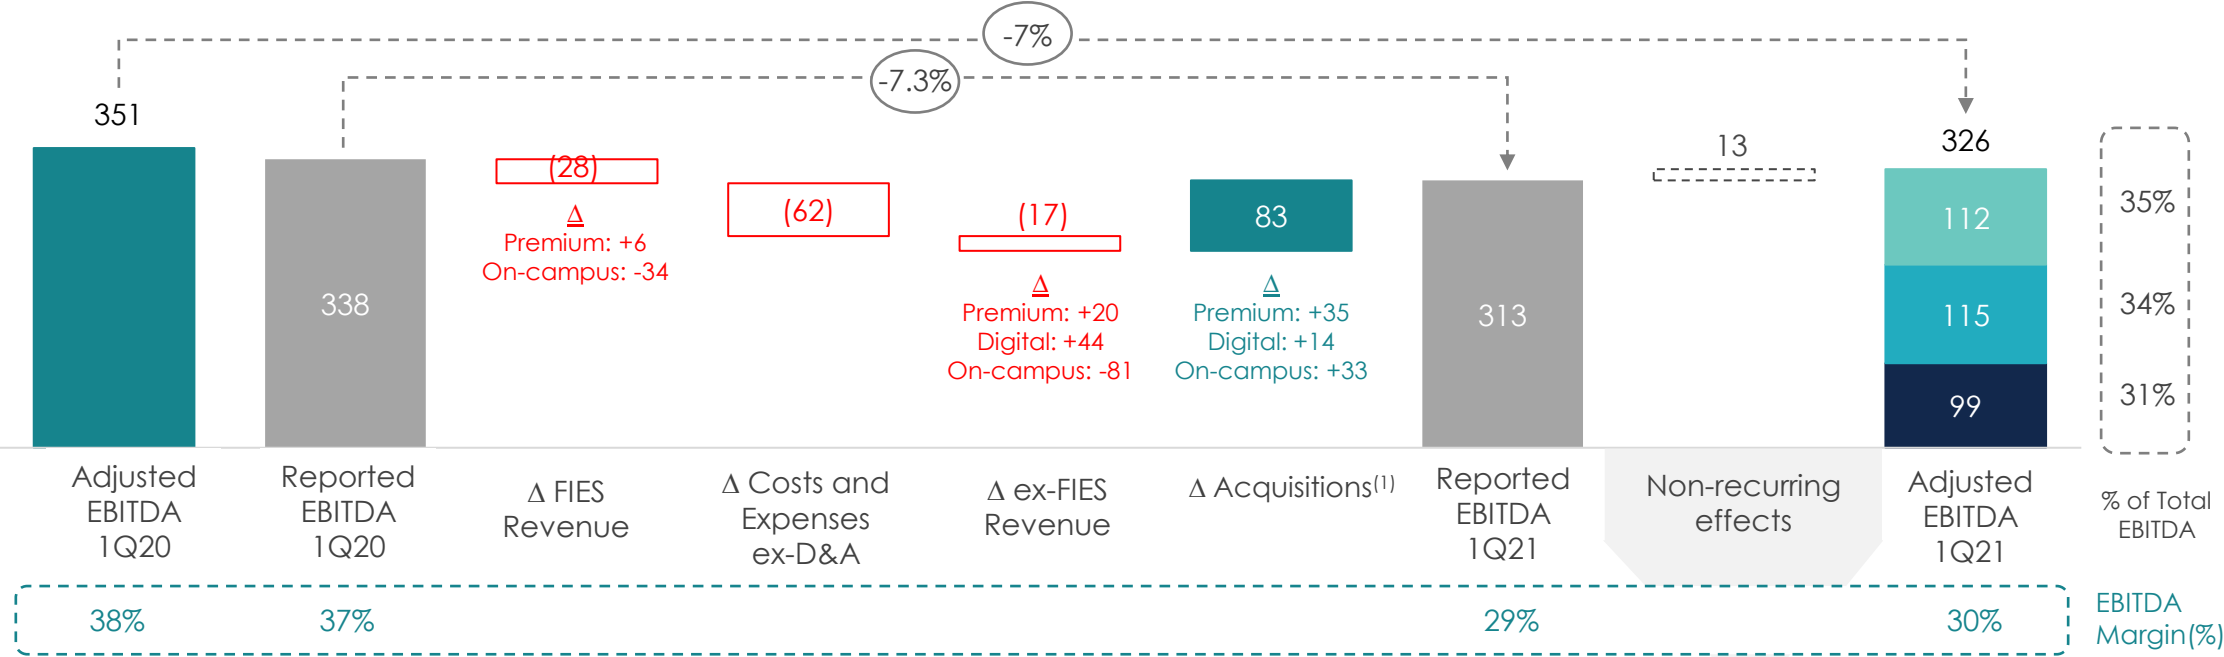 -7%
-7.3%
351
338
(28)
Δ
Premium: +6
On-campus: -34
(62)
(17)
Δ
Premium: +20
Digital: +44
On-campus: -81
83
Δ
Premium: +35
Digital: +14
On-campus: +33
313
13
326
112
115
99
35%
34%
31%
Adjusted
EBITDA
1Q20
Reported
EBITDA
1Q20
Δ FIES
Revenue
Δ Costs and
Expenses
ex-D&A
Δ ex-FIES
Revenue
Δ Acquisitions(1)
Reported
EBITDA
1Q21
Non-recurring
effects
Adjusted
EBITDA
1Q21
% of Total
EBITDA
38%
37%
29%
30%
EBITDA
Margin(%)